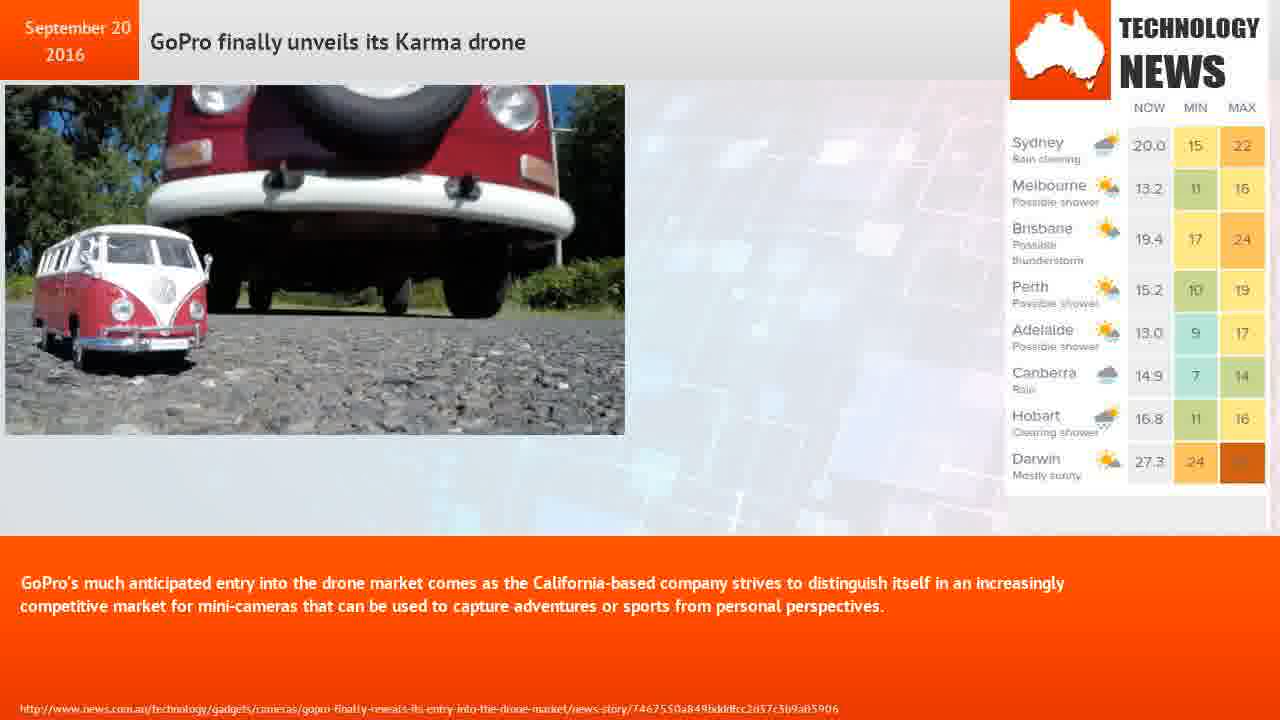 September 20
2016
GoPro finally unveils its Karma drone
TECHNOLOGY
NEWS
NOW MIN MAX
Sydney 20.0 15 22
Rain clearing
Melbourne 13.2 11 16
Possible shower
Brisbane 19.4 17 24
Possible
thunderstorm
Perth 15.2 10 19
Possible shower
Adelaide 13.0 9 17
Possible shower
Canberra 14.9 7 14
Rain
Hobart 16.8 11 16
Clearing shower
Darwin 27.3 24
Mostly sunny
GoPro's much anticipated entry into the drone market comes as the California-based company strives to distinguish itself in an increasingly
competitive market for mini-cameras that can be used to capture adventures or sports from personal perspectives.